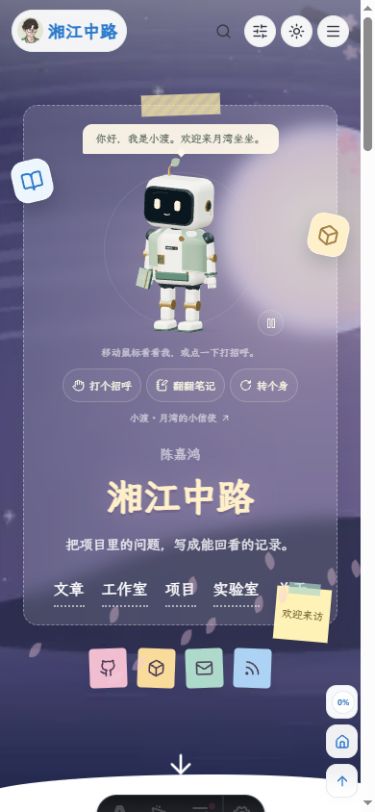 湘江中路
你好，我是小渡。欢迎来月湾坐坐。
移动鼠标看看我，或点一下打招呼。
打个招呼 翻翻笔记 转个身
小渡·月湾的小信使 ↗
陈嘉鸿
湘江中路
把项目里的问题，写成能回看的记录。
文章 工作室 项目 实验室
欢迎来访
0%